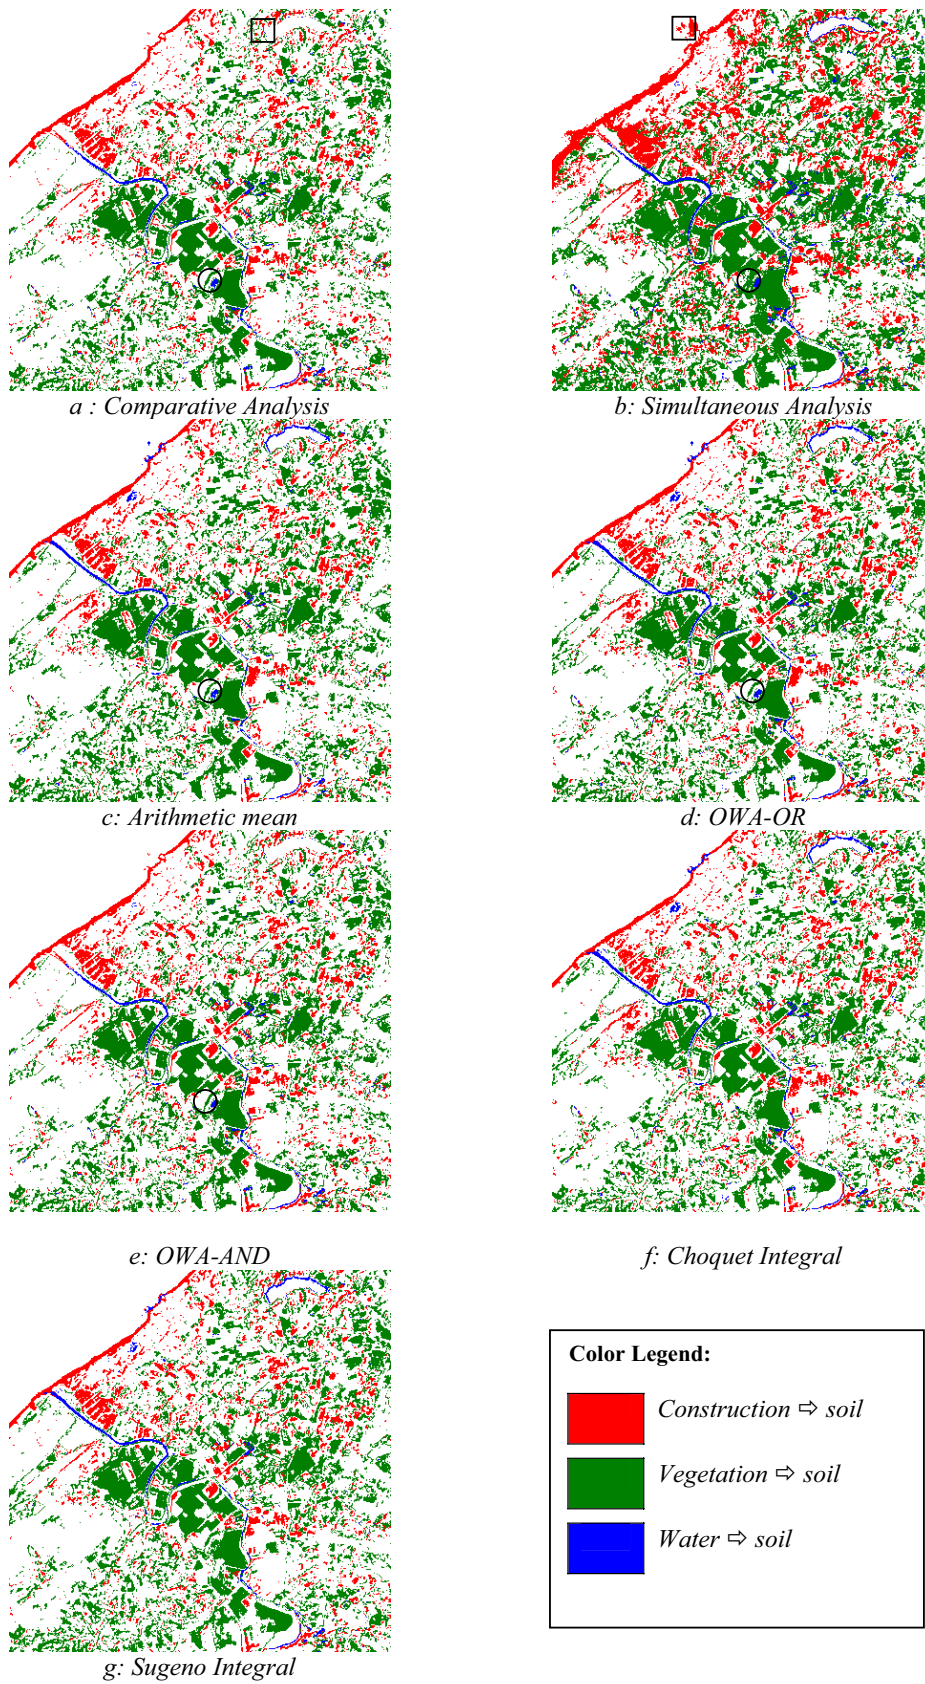 a : Comparative Analysis
b: Simultaneous Analysis
c: Arithmetic mean
d: OWA-OR
e: OWA-AND
f: Choquet Integral
g: Sugeno Integral
Color Legend:
Construction ⇨ soil
Vegetation ⇨ soil
Water ⇨ soil